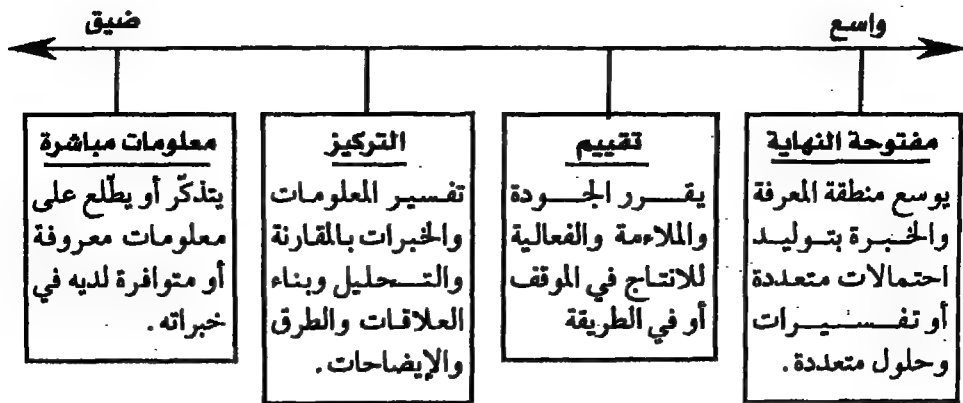 واسع
ضيق
مفتوحة النهاية
يوسع منطقة المعرفة
والخبرة بتوليد
احتمالات متعددة
أو تفسيرات
وحلول متعددة.
تقييم
يقرر الجودة
والملاءمة والفعالية
للانتاج في الموقف
أو في الطريقة
التركيز
تفسير المعلومات
والخبرات بالمقارنة
والتحليل وبناء
العلاقات والطرق
والإيضاحات.
معلومات مباشرة
يتذكّر أو يطّلع على
معلومات معروفة
أو متوافرة لديه في
خبراته.